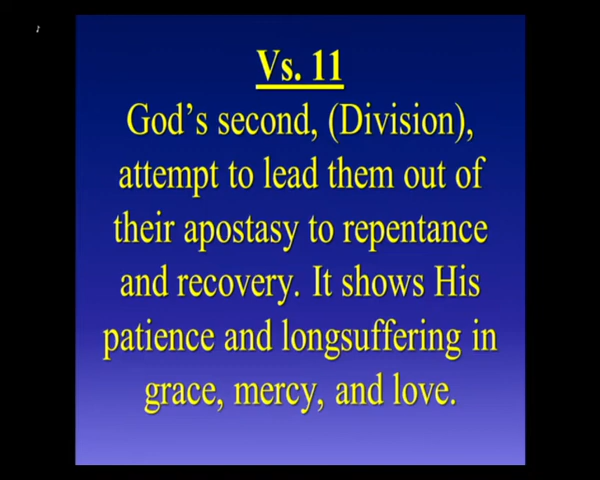 Vs. 11
God's second, (Division),
attempt to lead them out of
their apostasy to repentance
and recovery. It shows His
patience and longsuffering in
grace, mercy, and love.